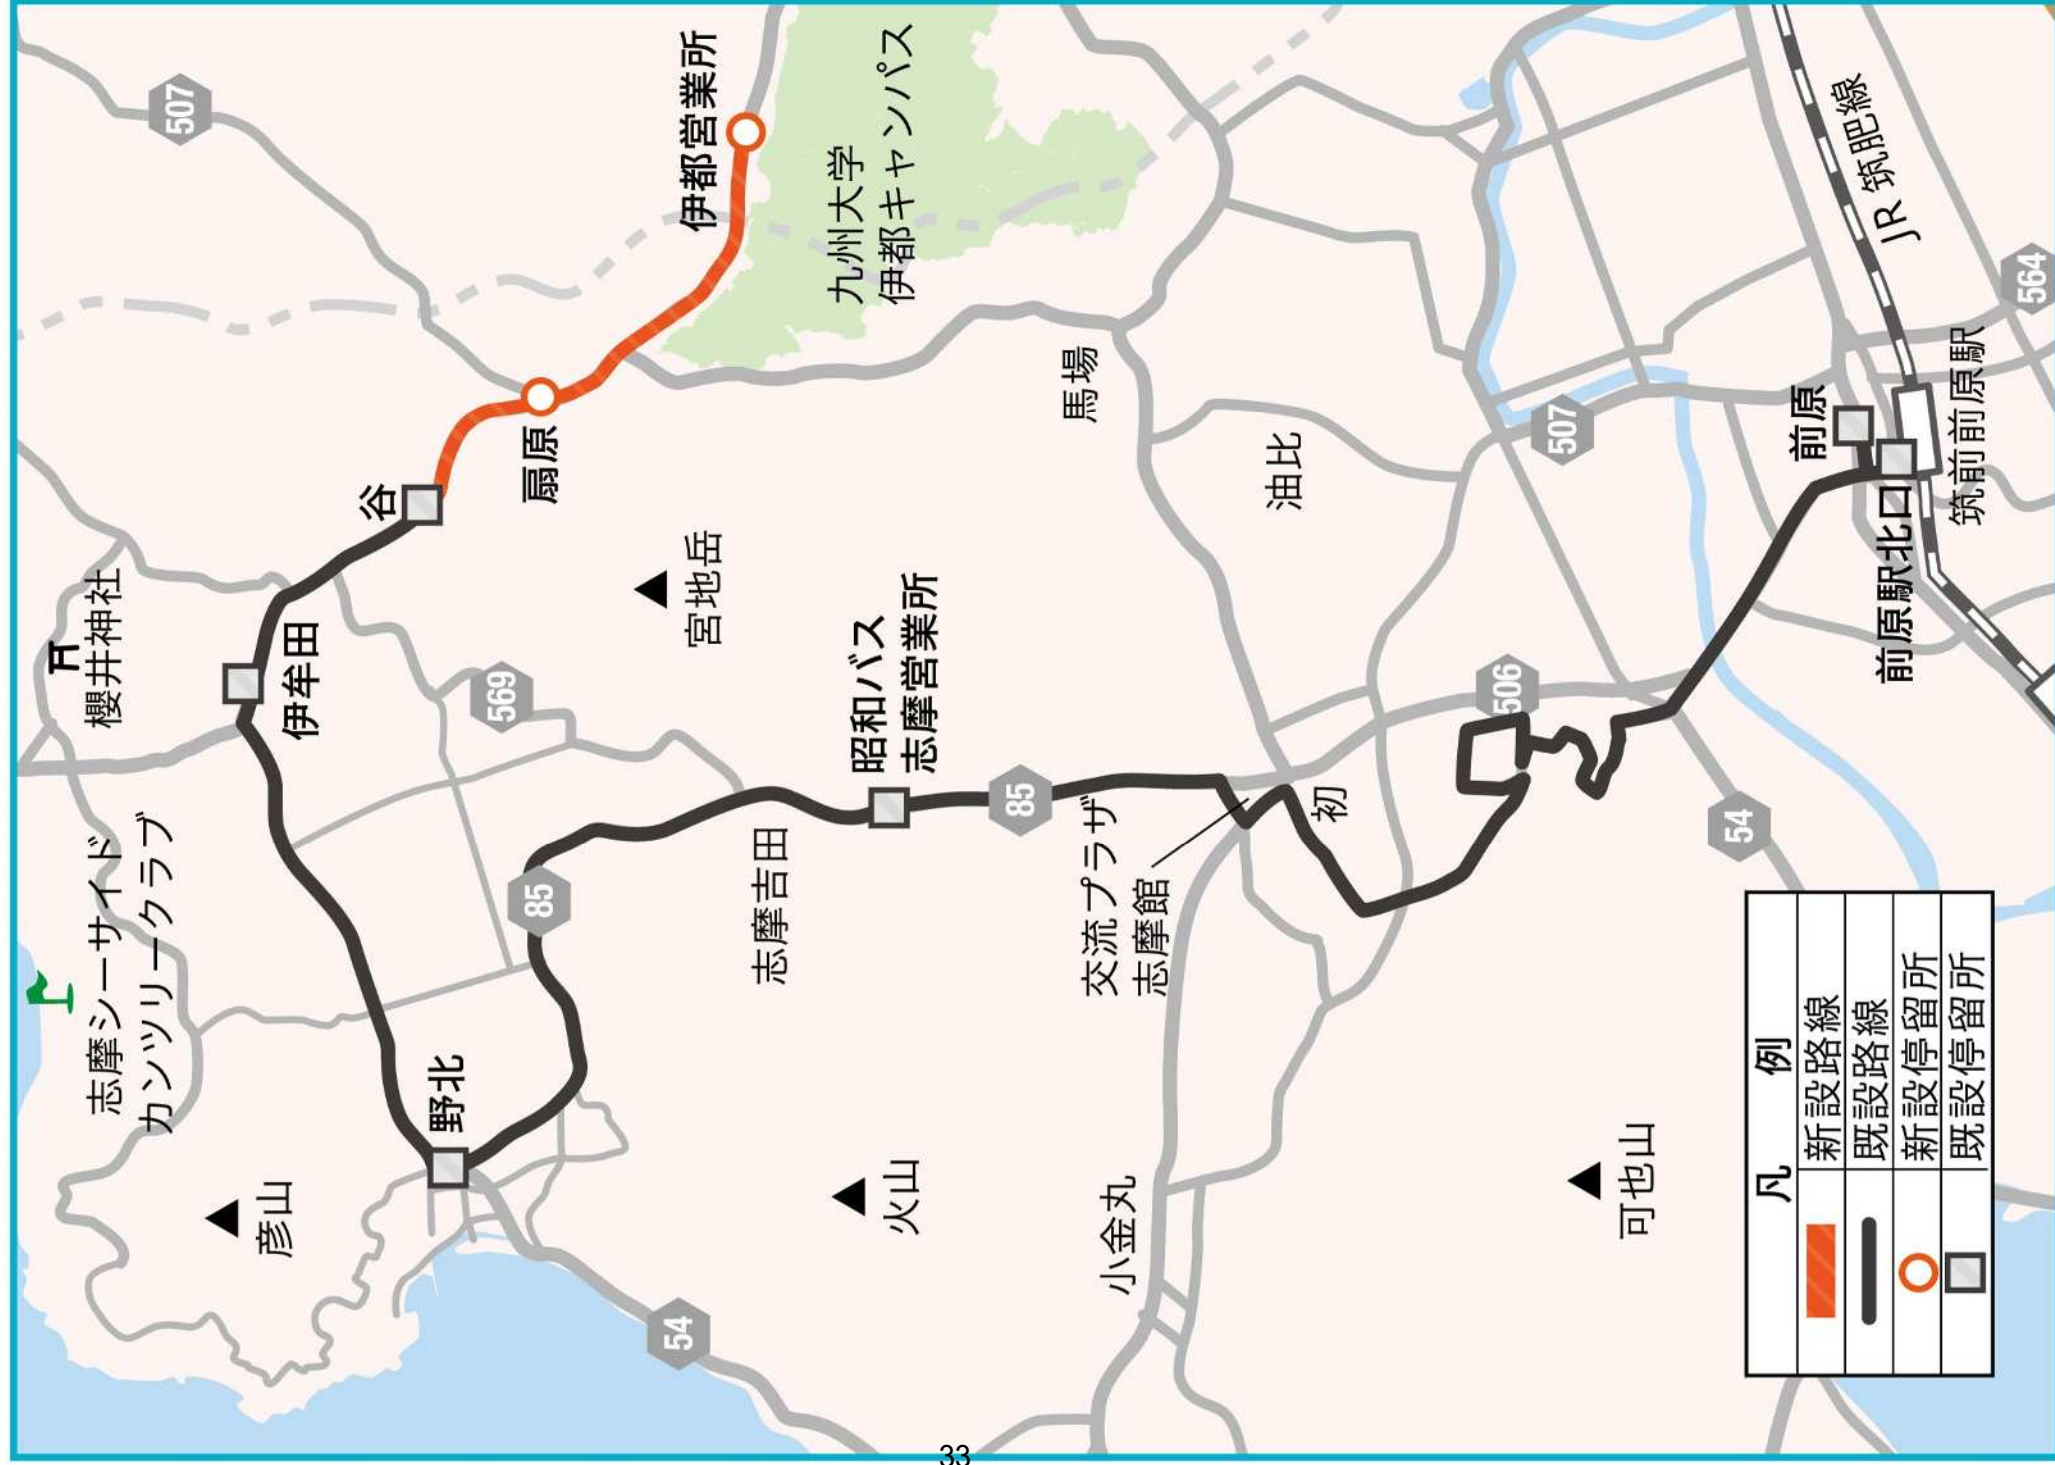 507
伊都営業所
九州大学
伊都キャンパス
谷
扇原
櫻井神社
伊牟田
569
宮地岳
昭和バス
志摩営業所
馬場
油比
507
JR 筑肥線
564
前原
前原駅北口
筑前前原駅
506
志摩シーサイド
カンツリークラブ
85
志摩吉田
85
交流プラザ
志摩館
初
54
野北
彦山
火山
小金丸
可也山
54
凡 例
新設路線
既設路線
新設停留所
既設停留所
33